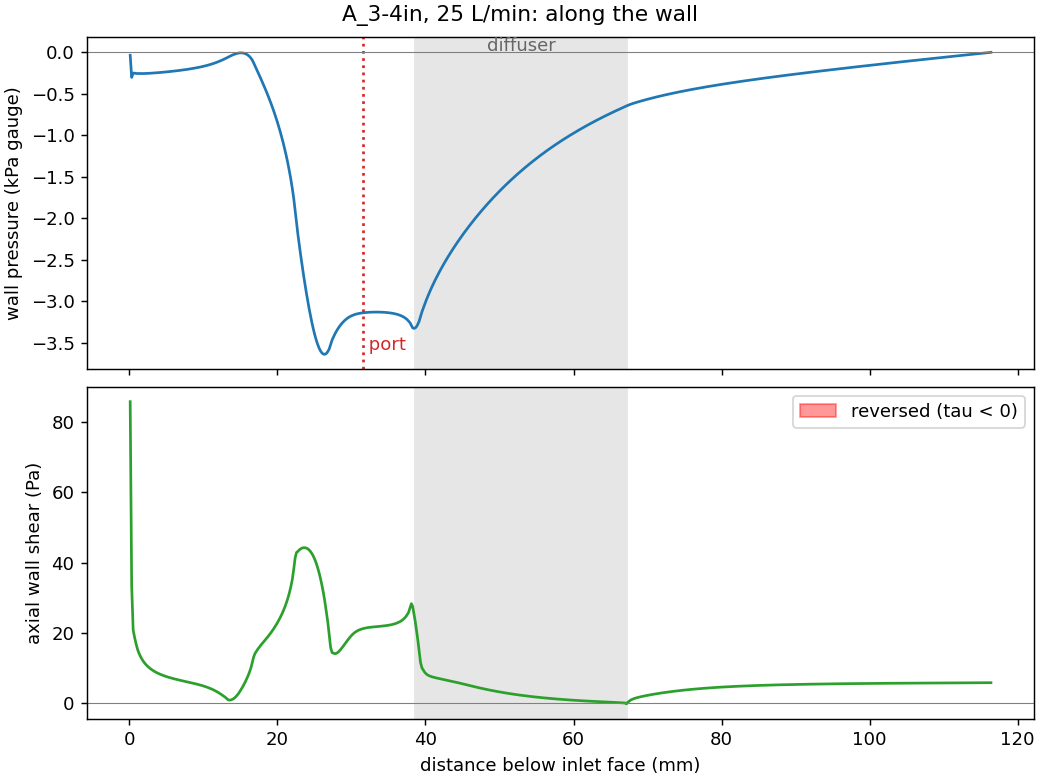 A_3-4in, 25 L/min: along the wall
diffuser
0.0
−0.5
−1.0
−1.5
−2.0
−2.5
−3.0
−3.5
wall pressure (kPa gauge)
port
reversed (tau < 0)
80
60
40
20
0
axial wall shear (Pa)
0 20 40 60 80 100 120
distance below inlet face (mm)